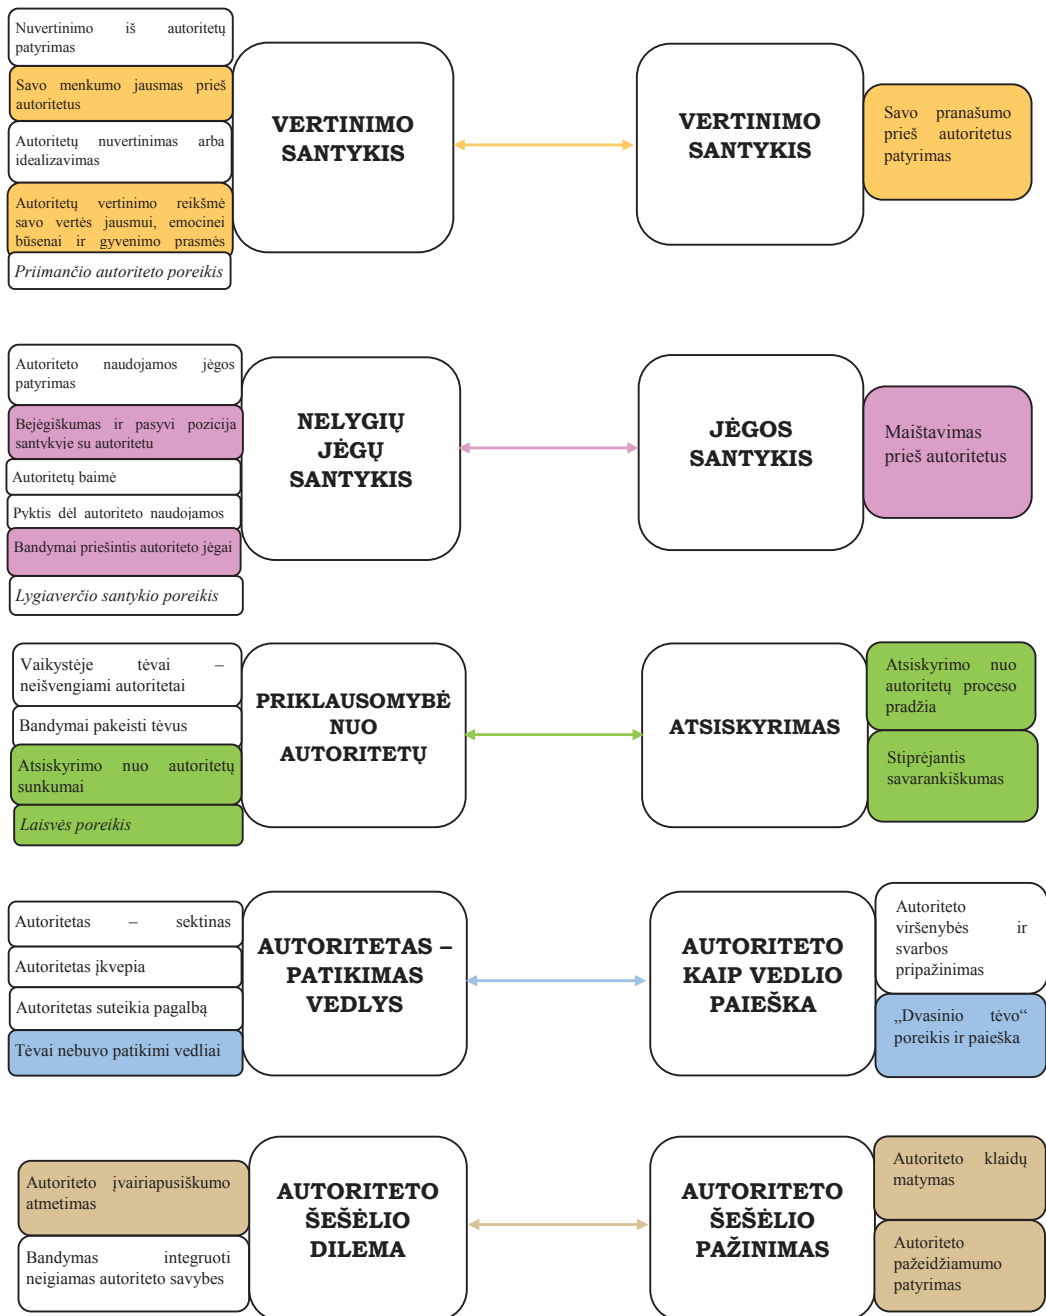 Nuvertinimo iš autoritetų
patyrimas
Savo menkumo jausmas prieš
autoritetus
Autoritetų nuvertinimas arba
idealizavimas
Autoritetų vertinimo reikšmė
savo vertės jausmui, emocinei
būsenai ir gyvenimo prasmės
Priimančio autoriteto poreikis
VERTINIMO
SANTYKIS
VERTINIMO
SANTYKIS
Savo pranašumo
prieš autoritetus
patyrimas
Autoriteto naudojamos jėgos
patyrimas
Bejėgiškumas ir pasyvi pozicija
santykyje su autoritetu
Autoritetų baimė
Pyktis dėl autoriteto naudojamos
Bandymai priešintis autoriteto jėgai
Lygiaverčio santykio poreikis
NELYGIŲ
JĖGŲ
SANTYKIS
JĖGOS
SANTYKIS
Maištavimas
prieš autoritetus
Vaikystėje tėvai –
neišvengiami autoritetai
Bandymai pakeisti tėvus
Atsiskyrimo nuo autoritetų
sunkumai
Laisvės poreikis
PRIKLAUSOMYBĖ
NUO
AUTORITETŲ
ATSISKYRIMAS
Atsiskyrimo nuo
autoritetų proceso
pradžia
Stiprėjantis
savarankiškumas
Autoritetas – sektinas
Autoritetas įkvepia
Autoritetas suteikia pagalbą
Tėvai nebuvo patikimi vedliai
AUTORITETAS –
PATIKIMAS
VEDLYS
AUTORITETO
KAIP VEDLIO
PAIEŠKA
Autoriteto
viršenybės ir
svarbos
pripažinimas
„Dvasinio tėvo“
poreikis ir paieška
Autoriteto įvairiapusiškumo
atmetimas
Bandymas integruoti
neigiamas autoriteto savybes
AUTORITETO
ŠEŠĖLIO
DILEMA
AUTORITETO
ŠEŠĖLIO
PAŽINIMAS
Autoriteto klaidų
matymas
Autoriteto
pažeidžiamumo
patyrimas